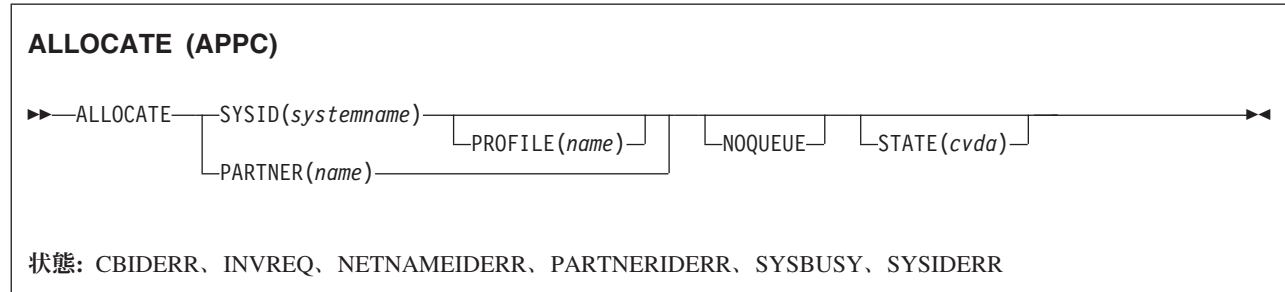 ALLOCATE (APPC)
ALLOCATE SYSID(systemname) PROFILE(name) NOQUEUE STATE(cvda)
PARTNER(name)
状態: CBIDERR、INVREQ、NETNAMEIDERR、PARTNERIDERR、SYSBUSY、SYSIDERR